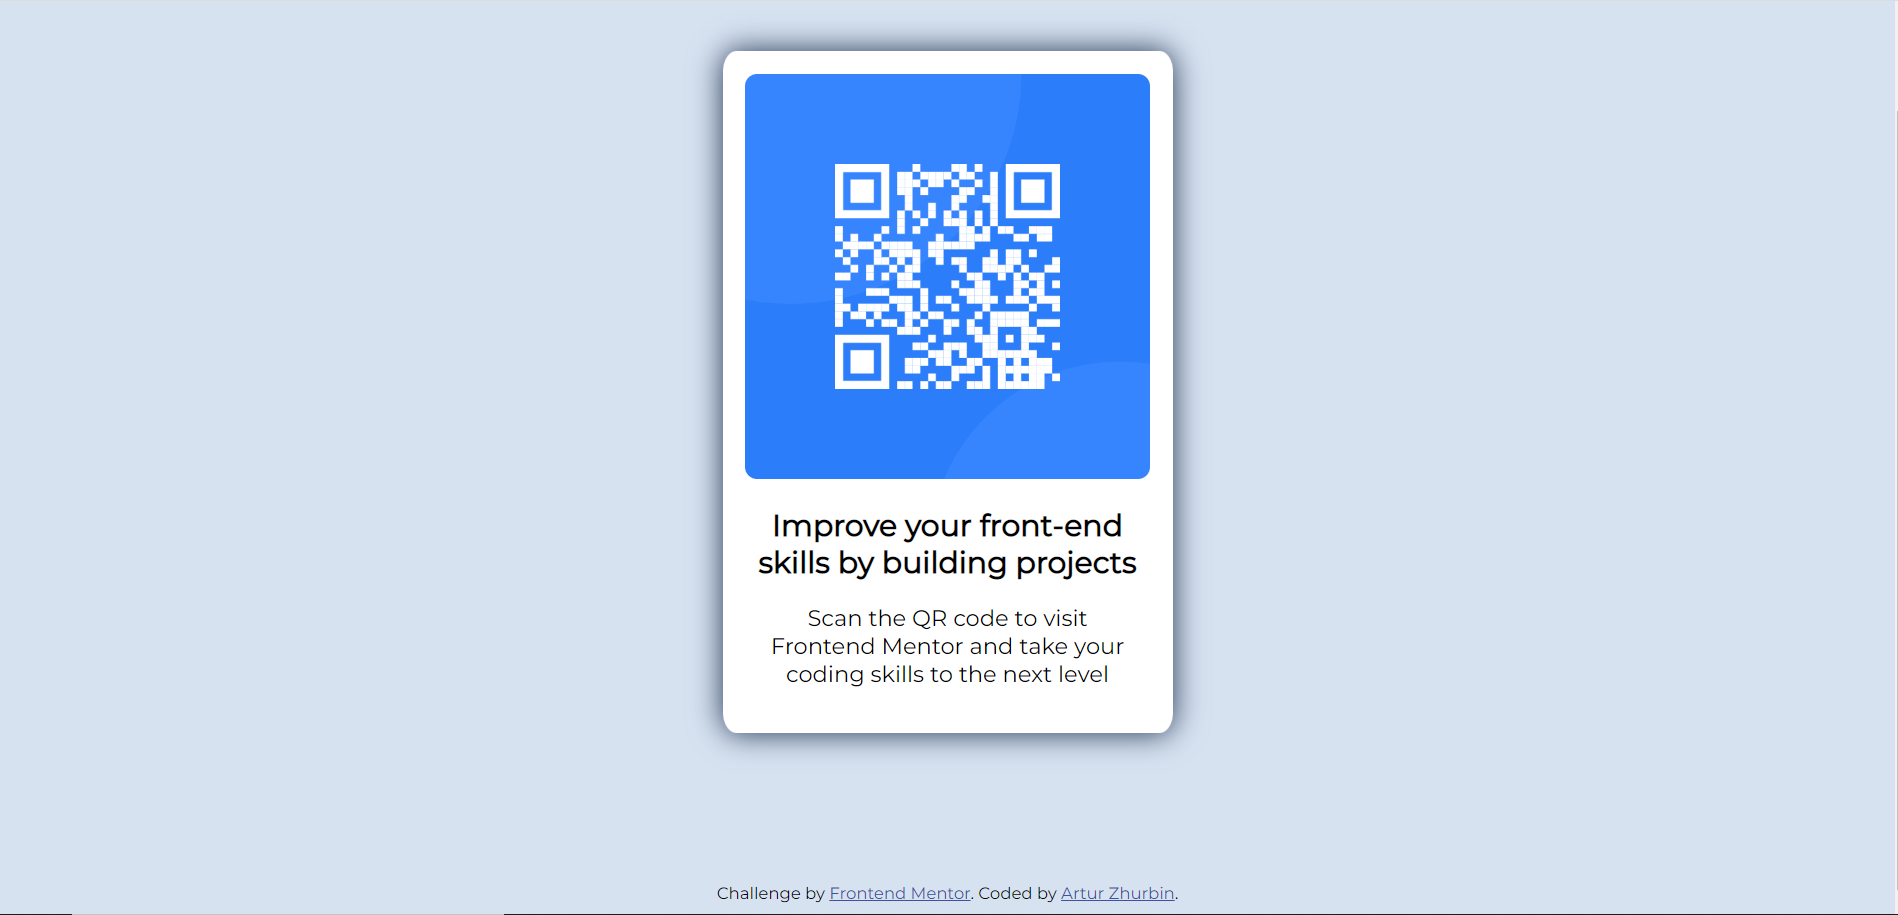 Improve your front-end
skills by building projects
Scan the QR code to visit
Frontend Mentor and take your
coding skills to the next level
Challenge by Frontend Mentor. Coded by Artur Zhurbin.